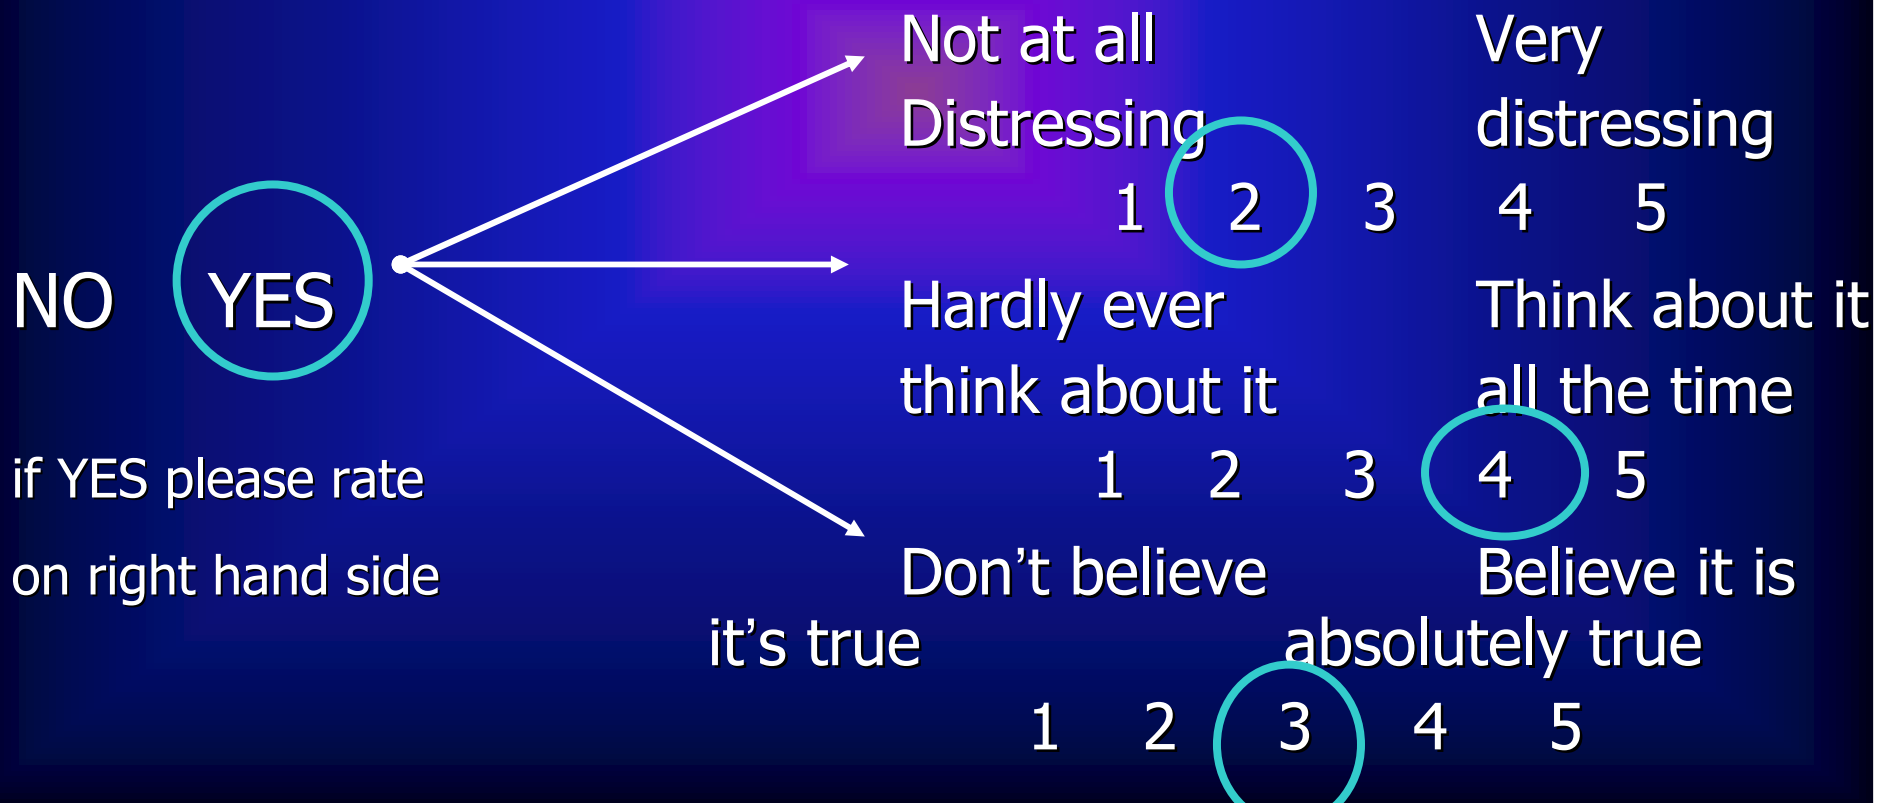 Not at all Very
Distressing distressing
1 2 3 4 5
NO YES
Hardly ever Think about it
think about it all the time
if YES please rate
1 2 3 4 5
on right hand side
Don’t believe Believe it is
it’s true absolutely true
1 2 3 4 5